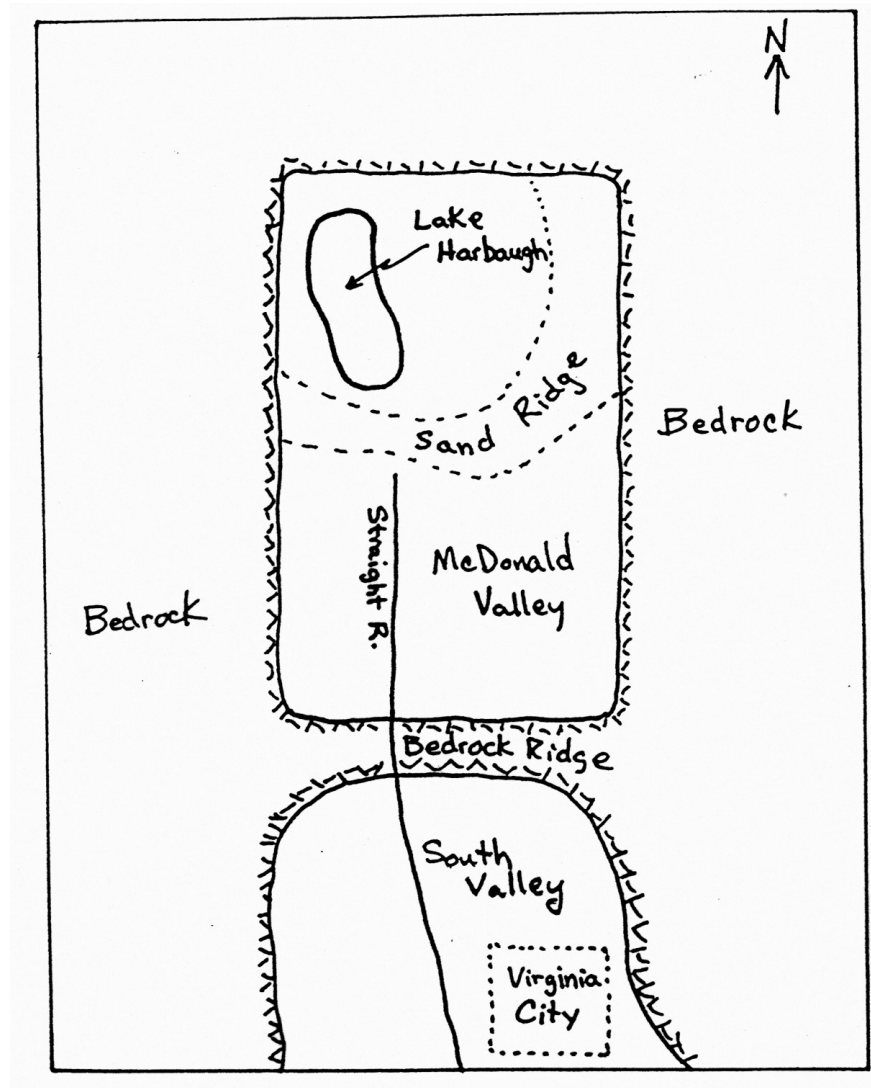 N
Lake
Harbaugh
Sand Ridge
Bedrock
Straight R.
McDonald
Valley
Bedrock
Bedrock Ridge
South
Valley
Virginia
City